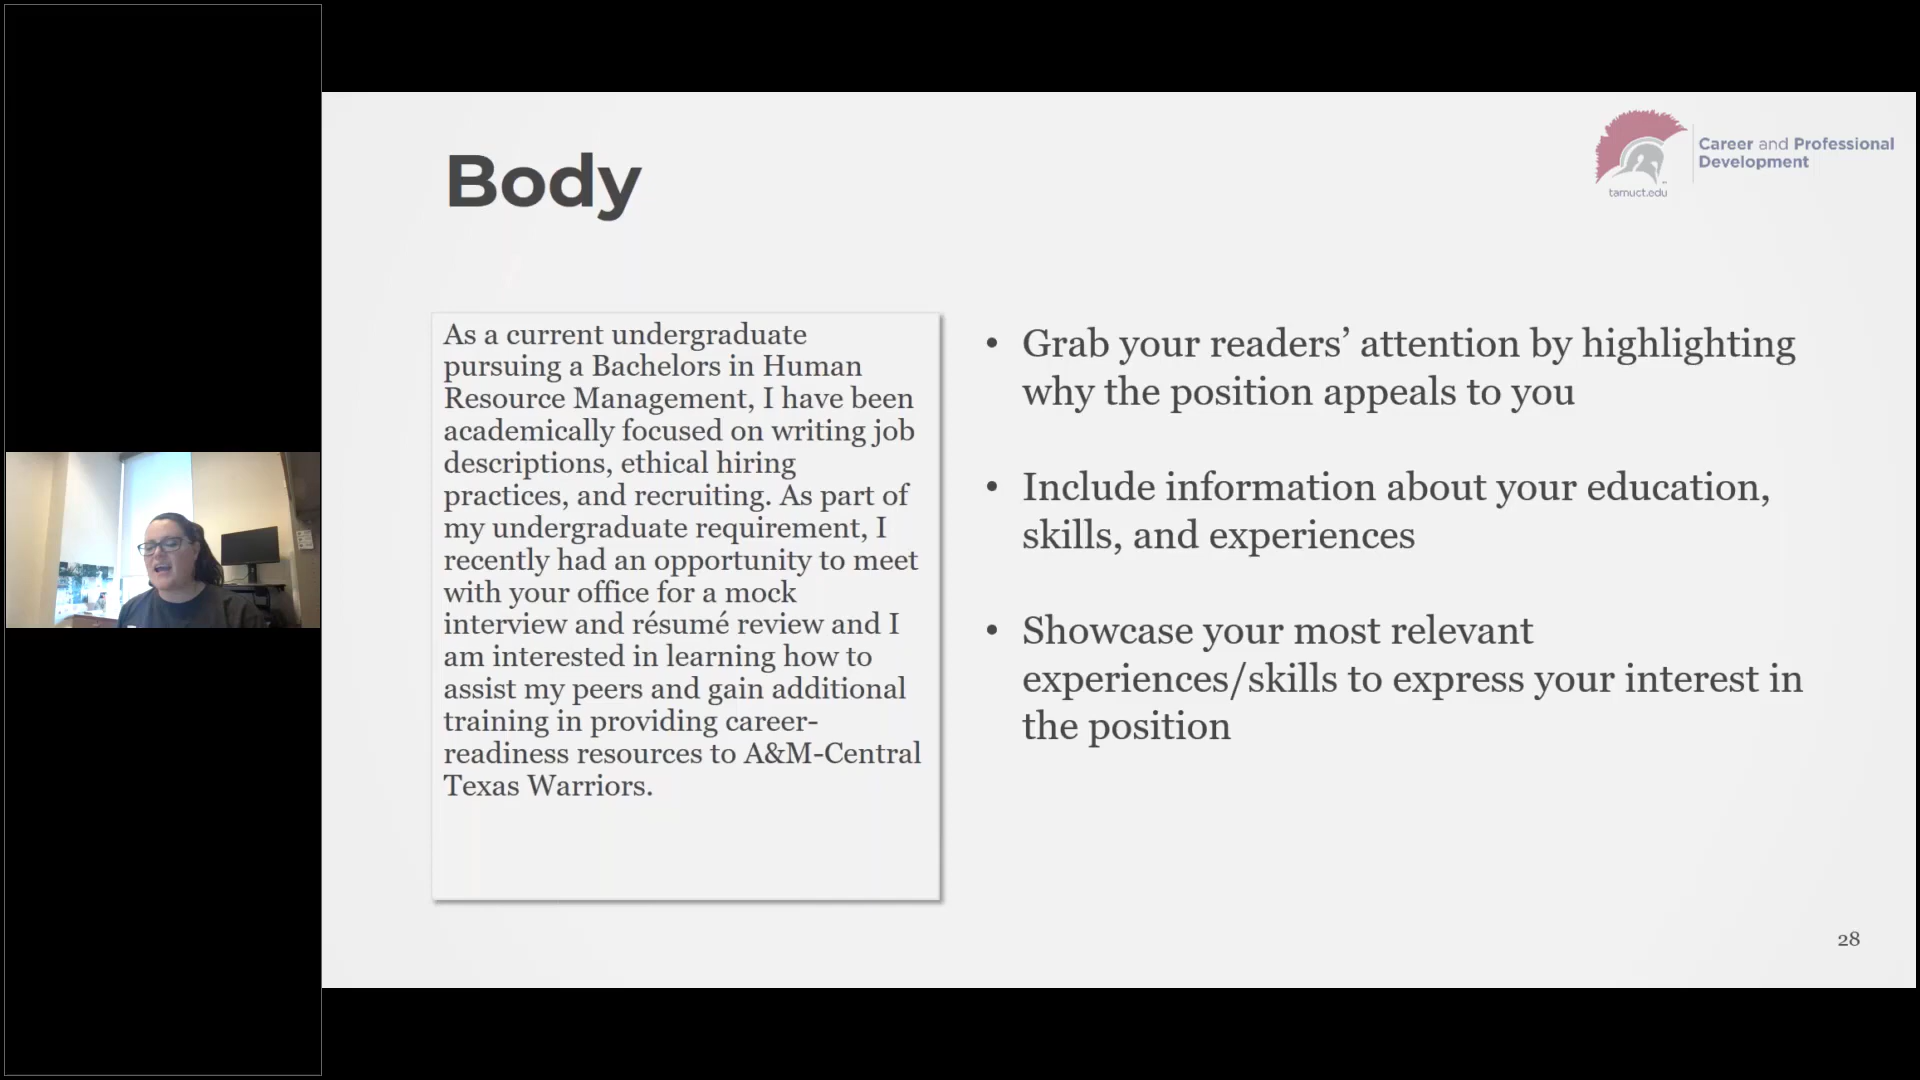 Career and Professional
Development
tamuct.edu
Body
As a current undergraduate
pursuing a Bachelors in Human
Resource Management, I have been
academically focused on writing job
descriptions, ethical hiring
practices, and recruiting. As part of
my undergraduate requirement, I
recently had an opportunity to meet
with your office for a mock
interview and résumé review and I
am interested in learning how to
assist my peers and gain additional
training in providing career-
readiness resources to A&M-Central
Texas Warriors.
• Grab your readers’ attention by highlighting
why the position appeals to you
• Include information about your education,
skills, and experiences
• Showcase your most relevant
experiences/skills to express your interest in
the position
28